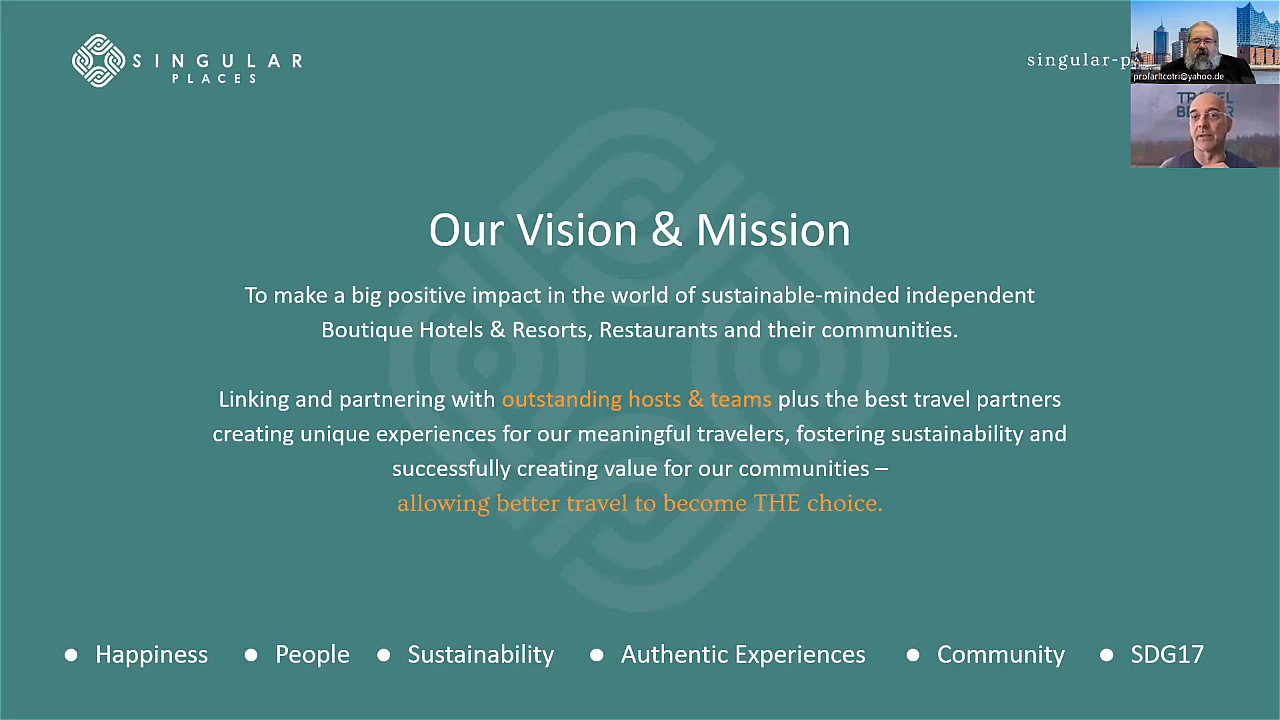 SINGULAR
PLACES
singular-p
profarltcotri@yahoo.de
Our Vision & Mission
To make a big positive impact in the world of sustainable-minded independent
Boutique Hotels & Resorts, Restaurants and their communities.
Linking and partnering with outstanding hosts & teams plus the best travel partners
creating unique experiences for our meaningful travelers, fostering sustainability and
successfully creating value for our communities –
allowing better travel to become THE choice.
● Happiness ● People ● Sustainability ● Authentic Experiences ● Community ● SDG17